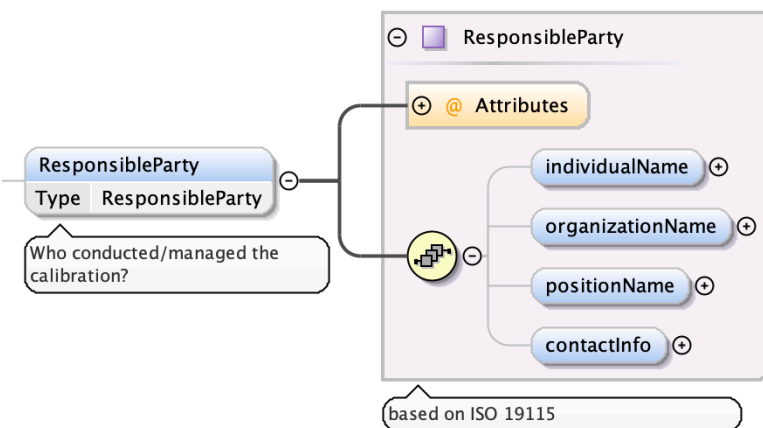 ResponsibleParty
@ Attributes
ResponsibleParty
Type ResponsibleParty
Who conducted/managed the
calibration?
individualName
organizationName
positionName
contactInfo
based on ISO 19115